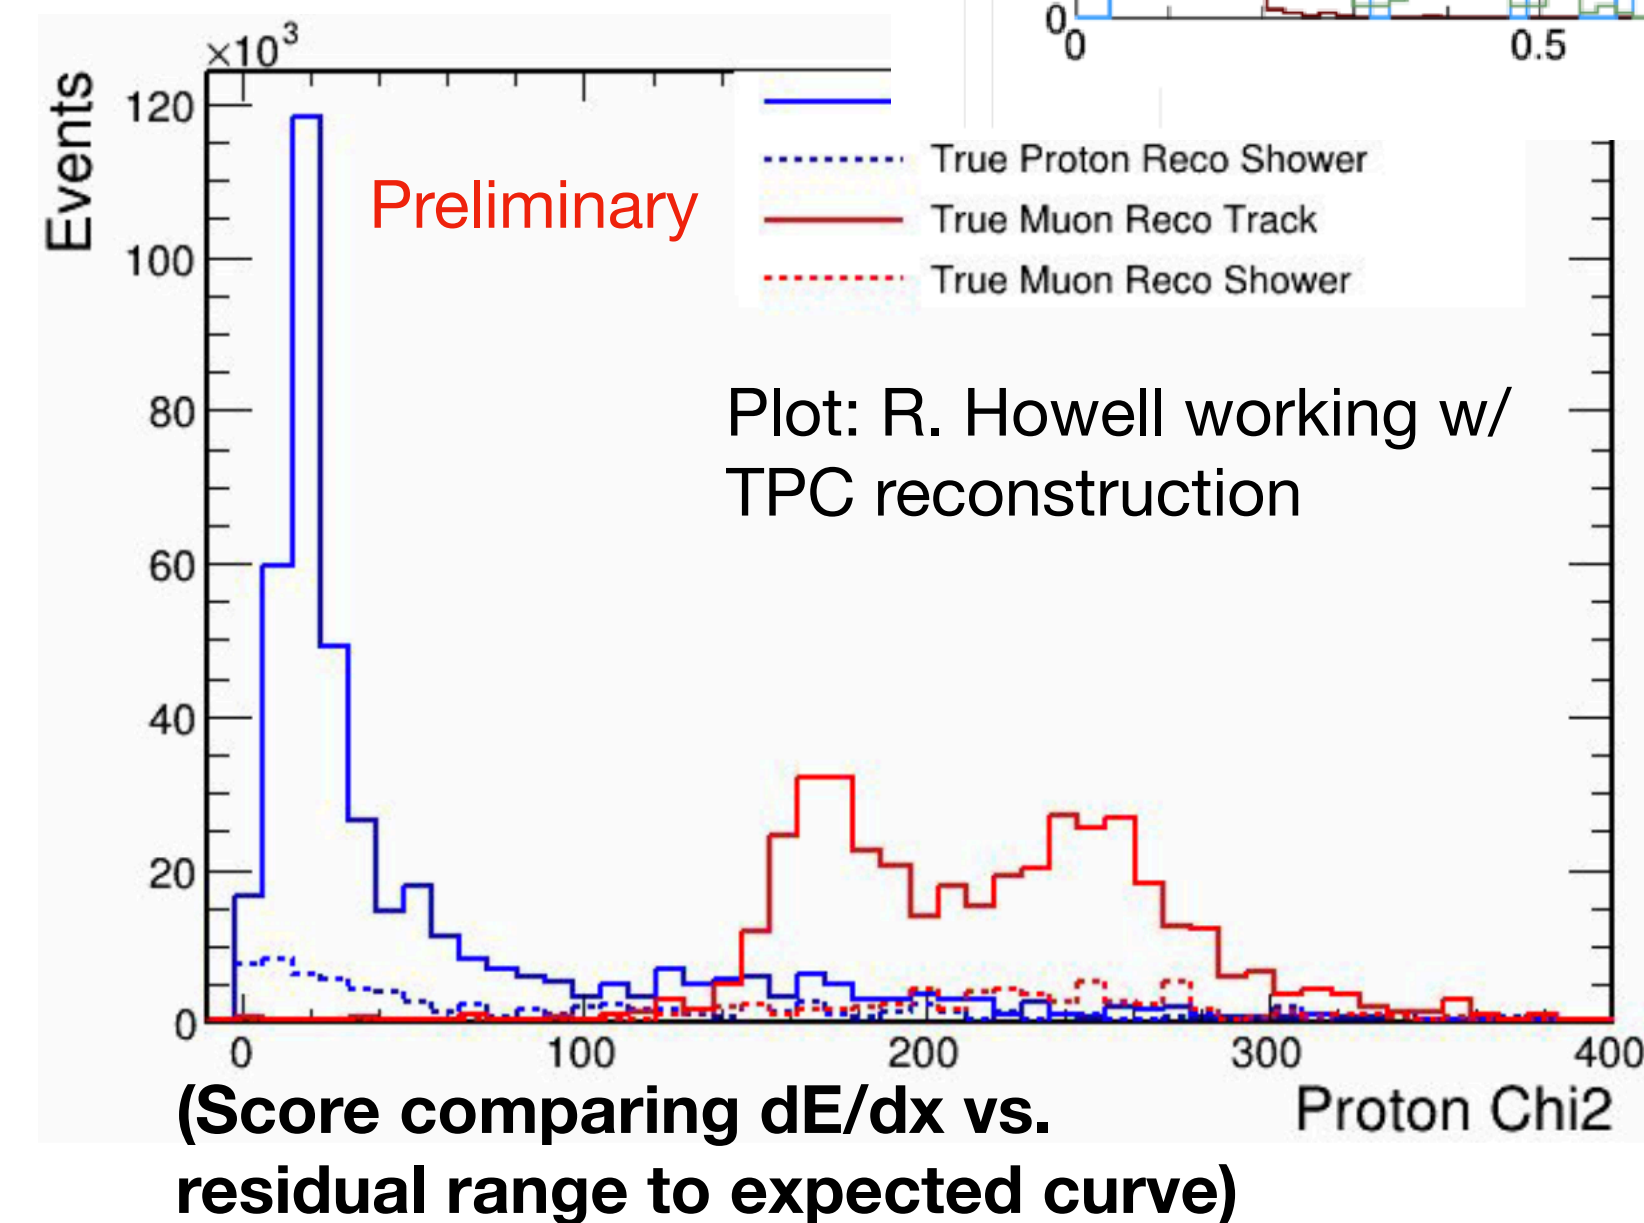 0
0
0.5
×10³
Events
120
100
80
60
40
20
0
Preliminary
True Proton Reco Shower
True Muon Reco Track
True Muon Reco Shower
Plot: R. Howell working w/
TPC reconstruction
0 100 200 300 400
Proton Chi2
(Score comparing dE/dx vs.
residual range to expected curve)